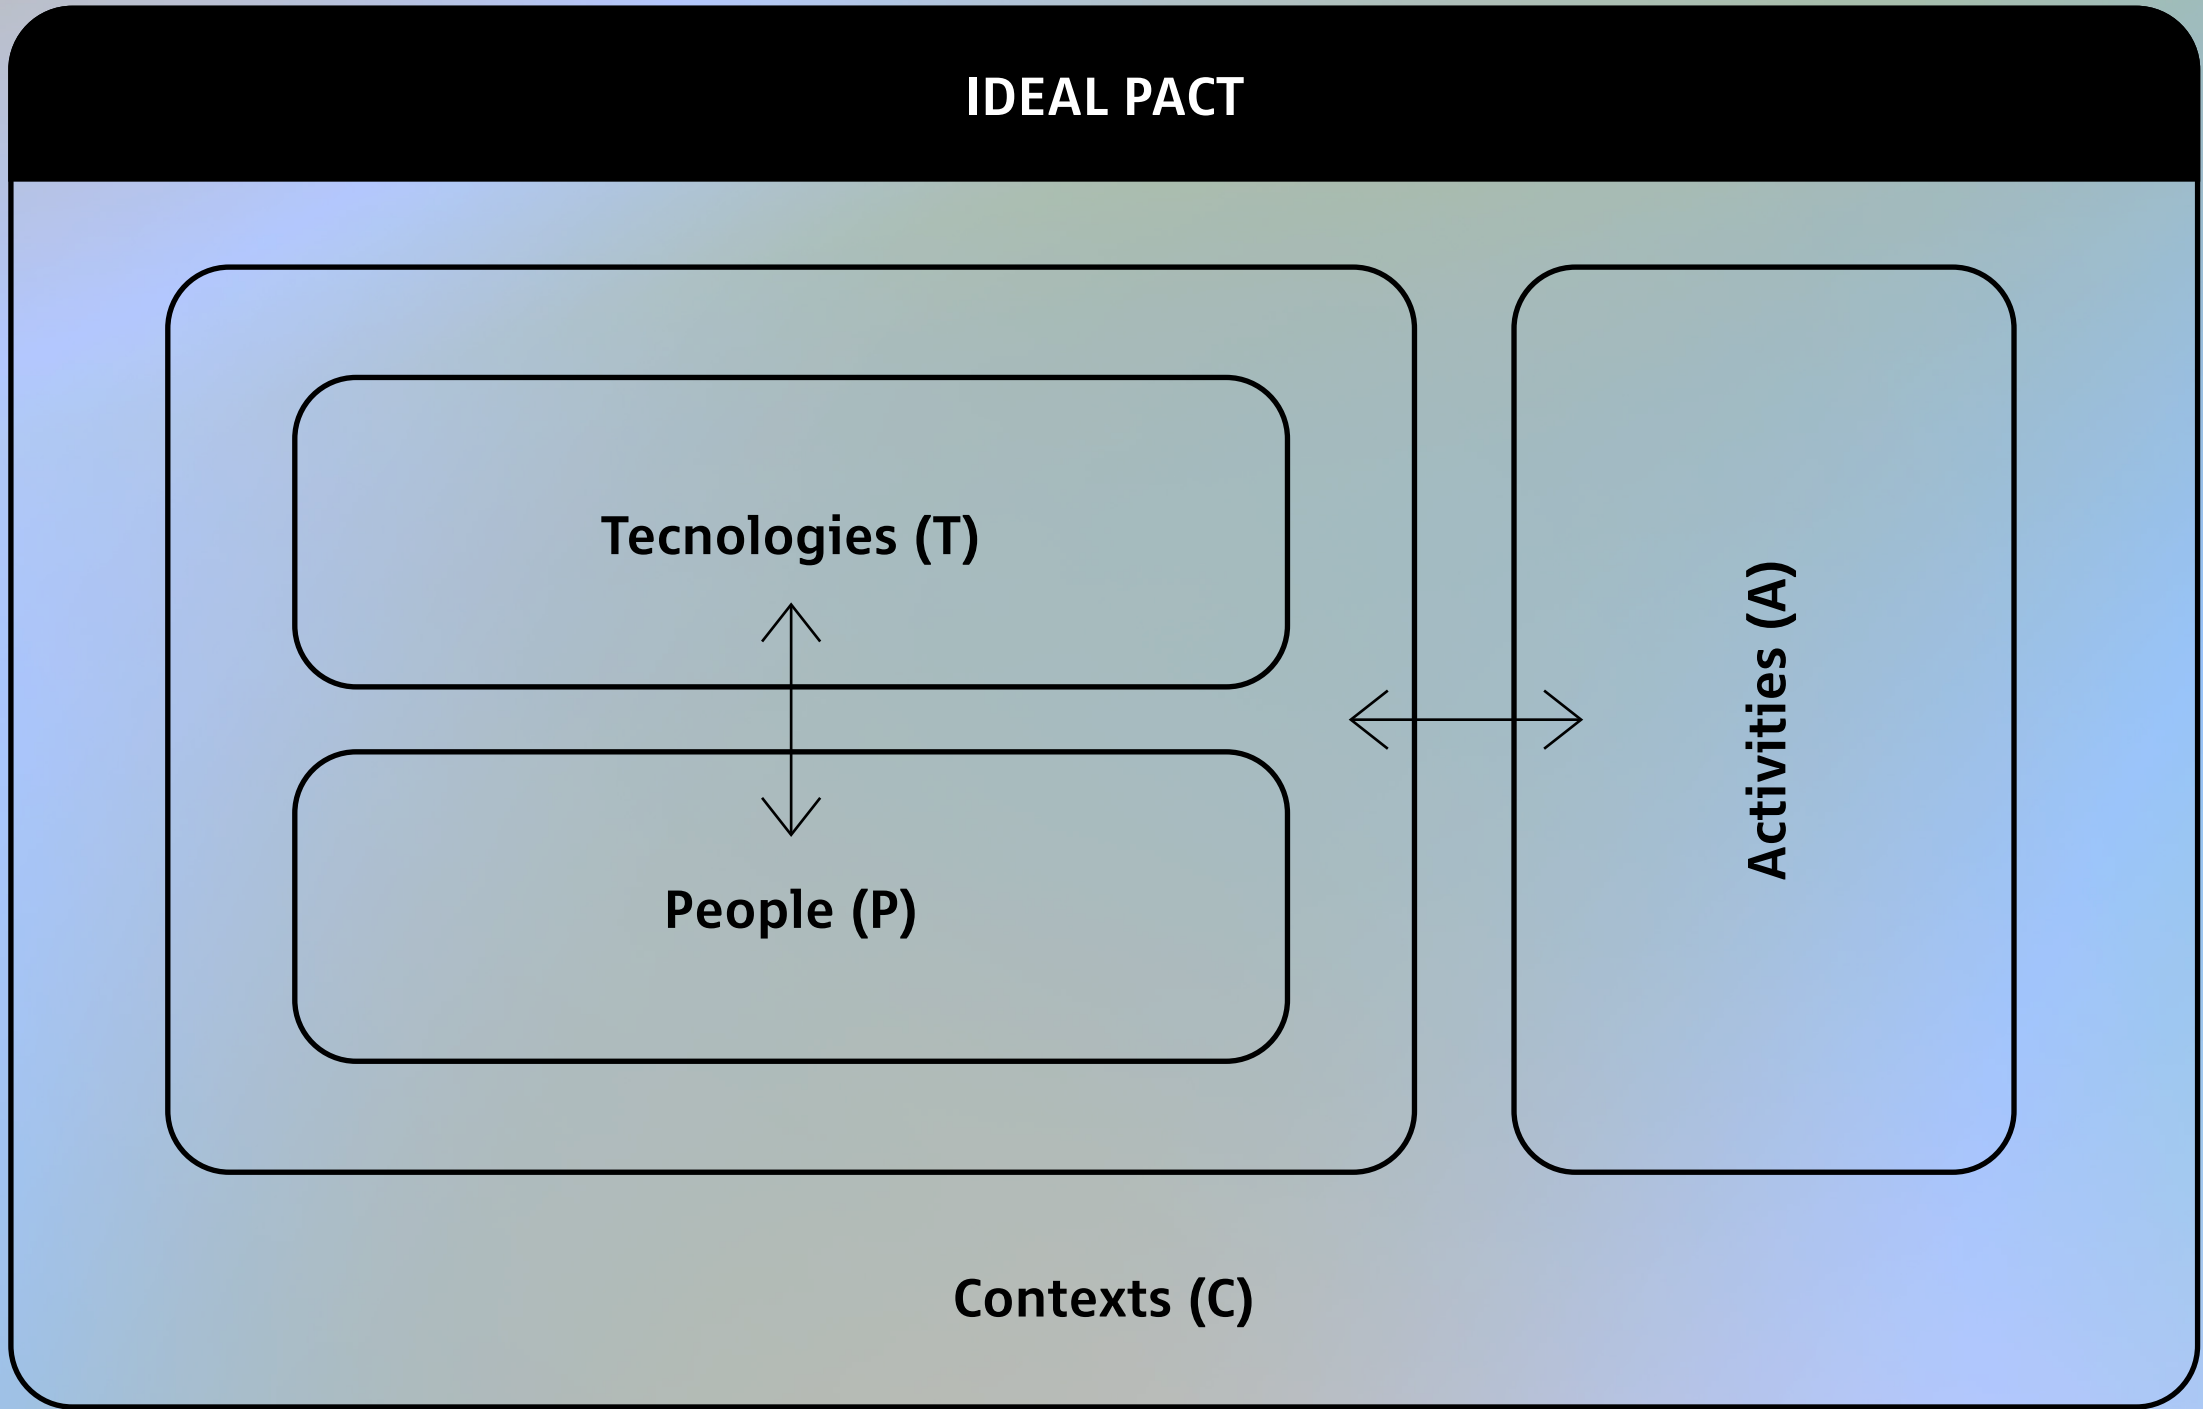 IDEAL PACT
Tecnologies (T)
People (P)
Activities (A)
Contexts (C)